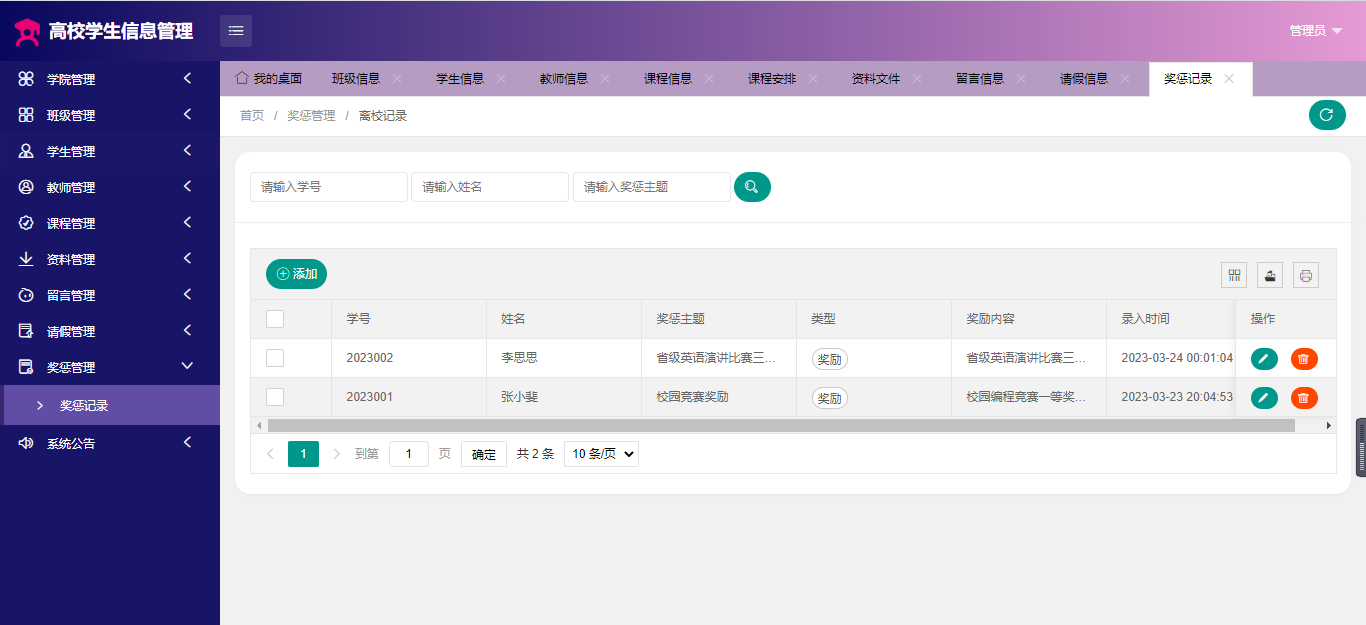 高校学生信息管理
管理员
学院管理
班级管理
学生管理
教师管理
课程管理
资料管理
留言管理
请假管理
奖惩管理
奖惩记录
系统公告
我的桌面 班级信息 学生信息 教师信息 课程信息 课程安排 资料文件 留言信息 请假信息 奖惩记录
首页 / 奖惩管理 / 离校记录
请输入学号 请输入姓名 请输入奖惩主题
添加
学号 姓名 奖惩主题 类型 奖励内容 录入时间 操作
2023002 李思思 省级英语演讲比赛三... 奖励 省级英语演讲比赛三... 2023-03-24 00:01:04
2023001 张小斐 校园竞赛奖励 奖励 校园编程竞赛一等奖... 2023-03-23 20:04:53
1 到第 1 页 确定 共 2 条 10 条/页